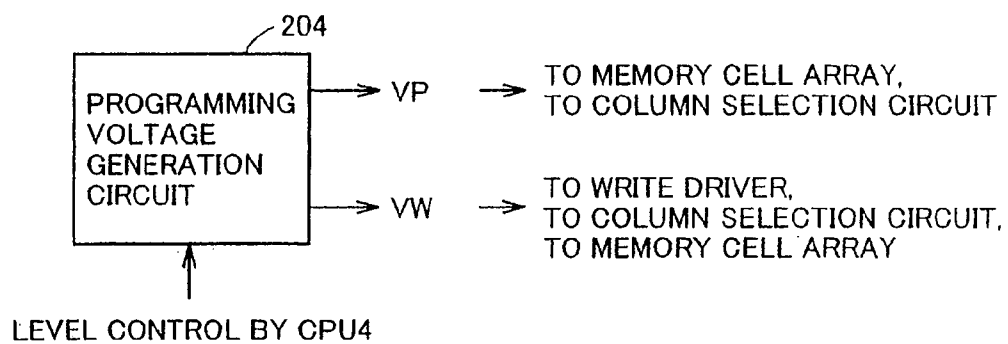 204
PROGRAMMING
VOLTAGE
GENERATION
CIRCUIT
VP
TO MEMORY CELL ARRAY,
TO COLUMN SELECTION CIRCUIT
VW
TO WRITE DRIVER,
TO COLUMN SELECTION CIRCUIT,
TO MEMORY CELL ARRAY
LEVEL CONTROL BY CPU4